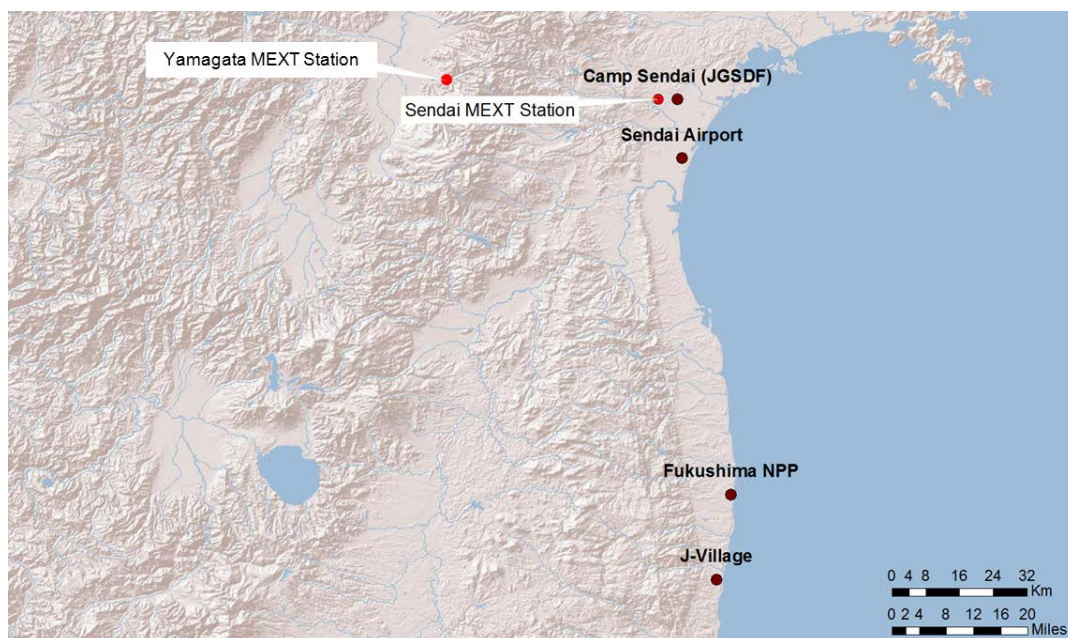 Yamagata MEXT Station
Camp Sendai (JGSDF)
Sendai MEXT Station
Sendai Airport
Fukushima NPP
J-Village
0 4 8 16 24 32
Km
0 2 4 8 12 16 20
Miles